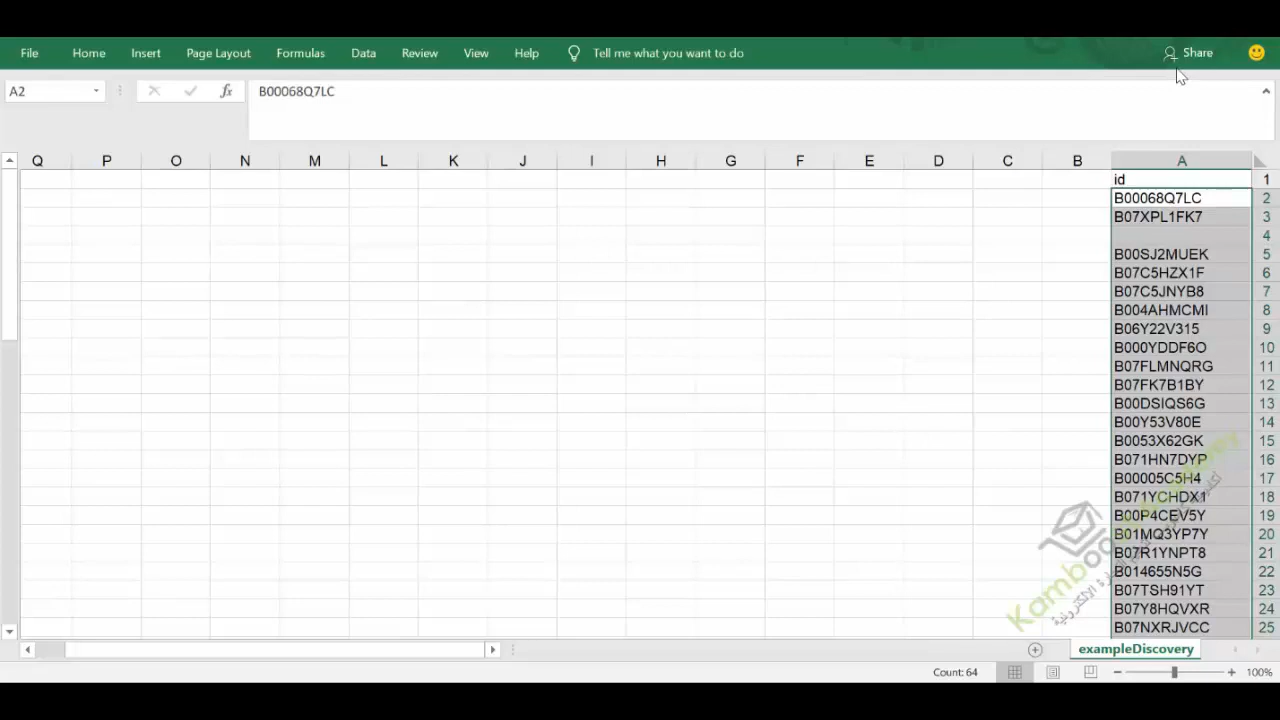 File Home Insert Page Layout Formulas Data Review View Help Tell me what you want to do Share
A2 fx B00068Q7LC
Q P O N M L K J I H G F E D C B A
id 1
B00068Q7LC 2
B07XPL1FK7 3
4
B00SJ2MUEK 5
B07C5HZX1F 6
B07C5JNYB8 7
B004AHMCMI 8
B06Y22V315 9
B000YDDF6O 10
B07FLMNQRG 11
B07FK7B1BY 12
B00DSIQS6G 13
B00Y53V80E 14
B0053X62GK 15
B071HN7DYP 16
B00005C5H4 17
B071YCHDX1 18
B00P4CEV5Y 19
B01MQ3YP7Y 20
B07R1YNPT8 21
B014655N5G 22
B07TSH91YT 23
B07Y8HQVXR 24
B07NXRJVCC 25
exampleDiscovery
Count: 64 100%